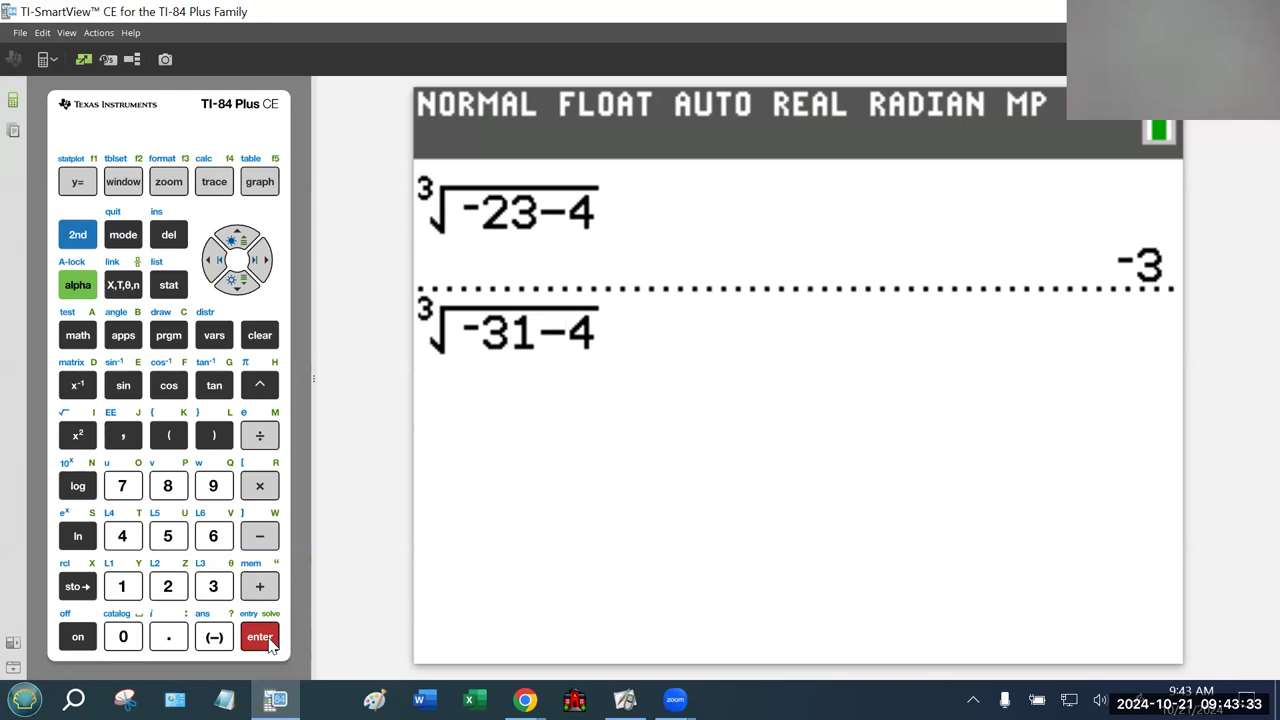 TI-SmartView™ CE for the TI-84 Plus Family
File Edit View Actions Help
TEXAS INSTRUMENTS TI-84 Plus CE
NORMAL FLOAT AUTO REAL RADIAN MP
³√-23-4
-3
³√-31-4
statplot f1 tblset f2 format f3 calc f4 table f5
y= window zoom trace graph
quit ins
2nd mode del
A-lock link list
alpha X,T,θ,n stat
test A angle B draw C distr
math apps prgm vars clear
matrix D sin⁻¹ E cos⁻¹ F tan⁻¹ G π H
x⁻¹ sin cos tan ^
√ I EE J { K } L e M
x² , ( ) ÷
10ˣ N u O v P w Q [ R
log 7 8 9 ×
eˣ S L4 T L5 U L6 V ] W
ln 4 5 6 −
rcl X L1 Y L2 Z L3 θ mem “
sto→ 1 2 3 +
off catalog i : ans ? entry solve
on 0 . (−) enter
84
zoom
9:43 AM
2024-10-21 09:43:33